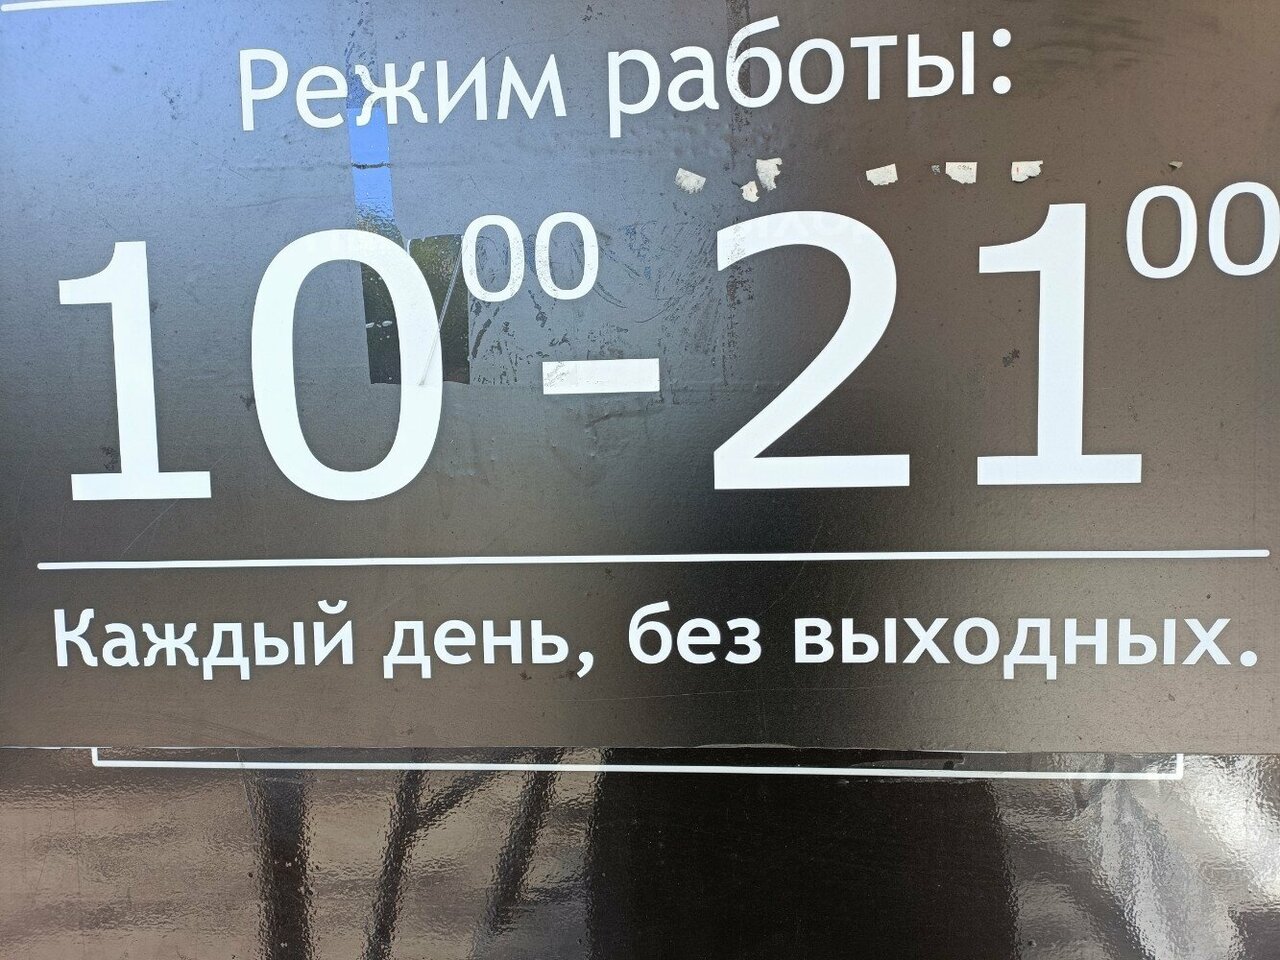 Режим работы:
10⁰⁰ - 21⁰⁰
Каждый день, без выходных.